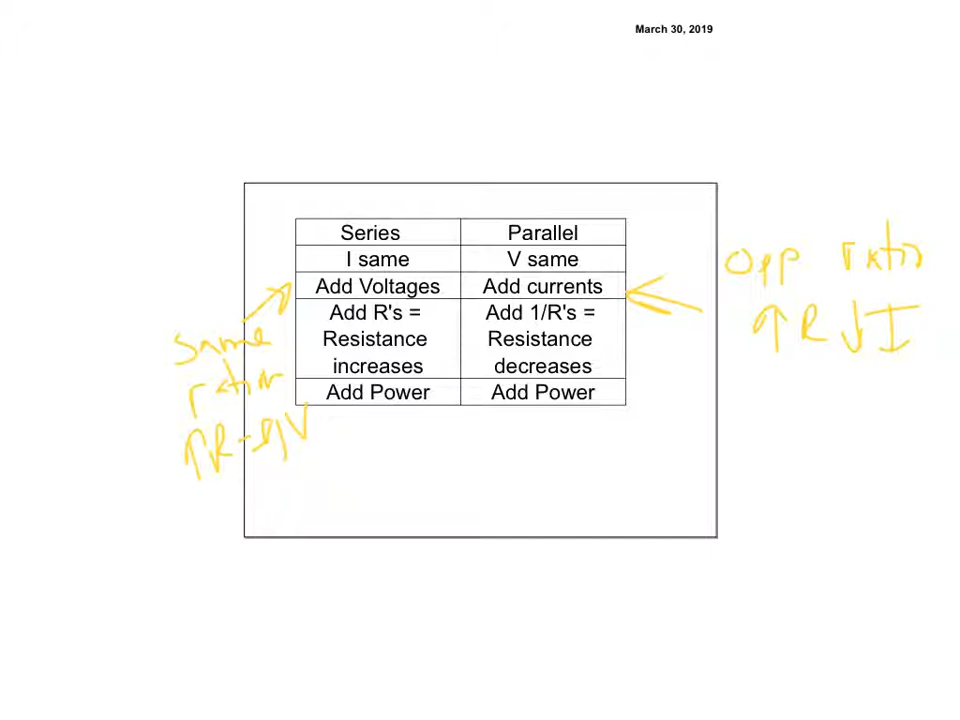 March 30, 2019
Series Parallel
I same V same
Add Voltages Add currents
Add R's = Add 1/R's =
Resistance Resistance
increases decreases
Add Power Add Power
same
ratio
↑R
V
opp ratio
↑R ↓I